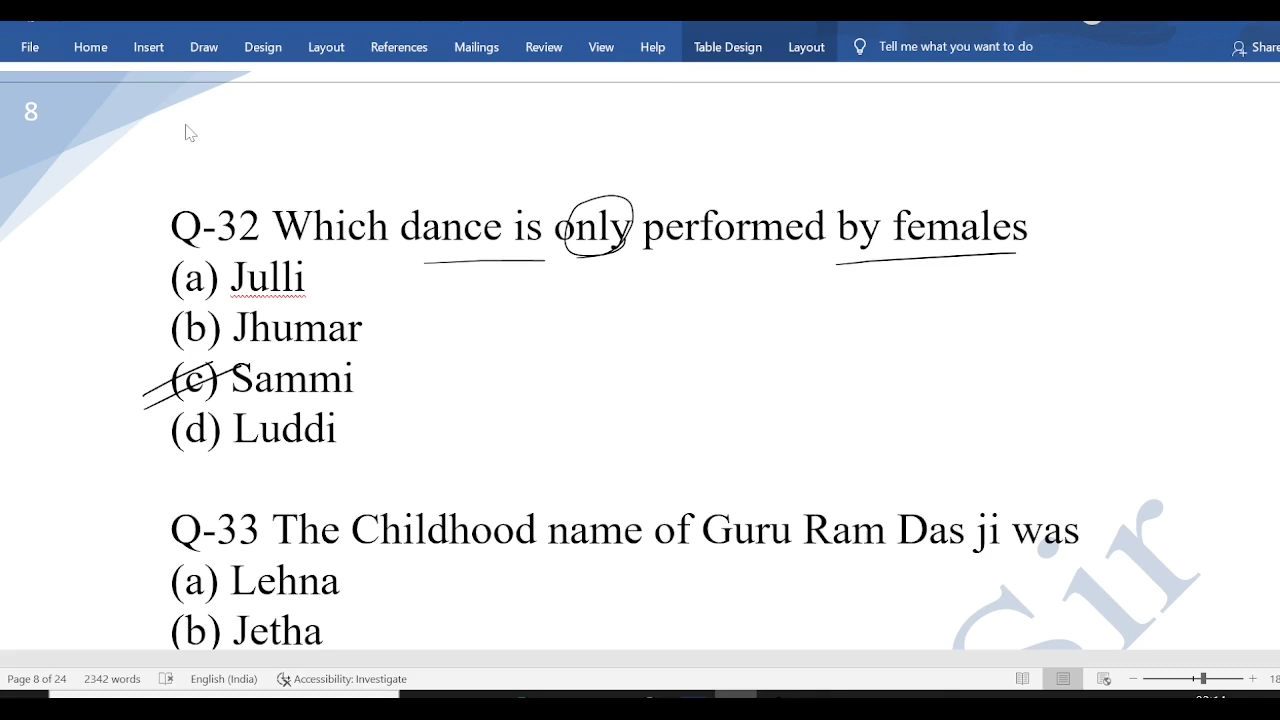 File Home Insert Draw Design Layout References Mailings Review View Help Table Design Layout Tell me what you want to do Share
8
Q-32 Which dance is only performed by females
(a) Julli
(b) Jhumar
(c) Sammi
(d) Luddi
Q-33 The Childhood name of Guru Ram Das ji was
(a) Lehna
(b) Jetha
Sir
Page 8 of 24 2342 words English (India) Accessibility: Investigate